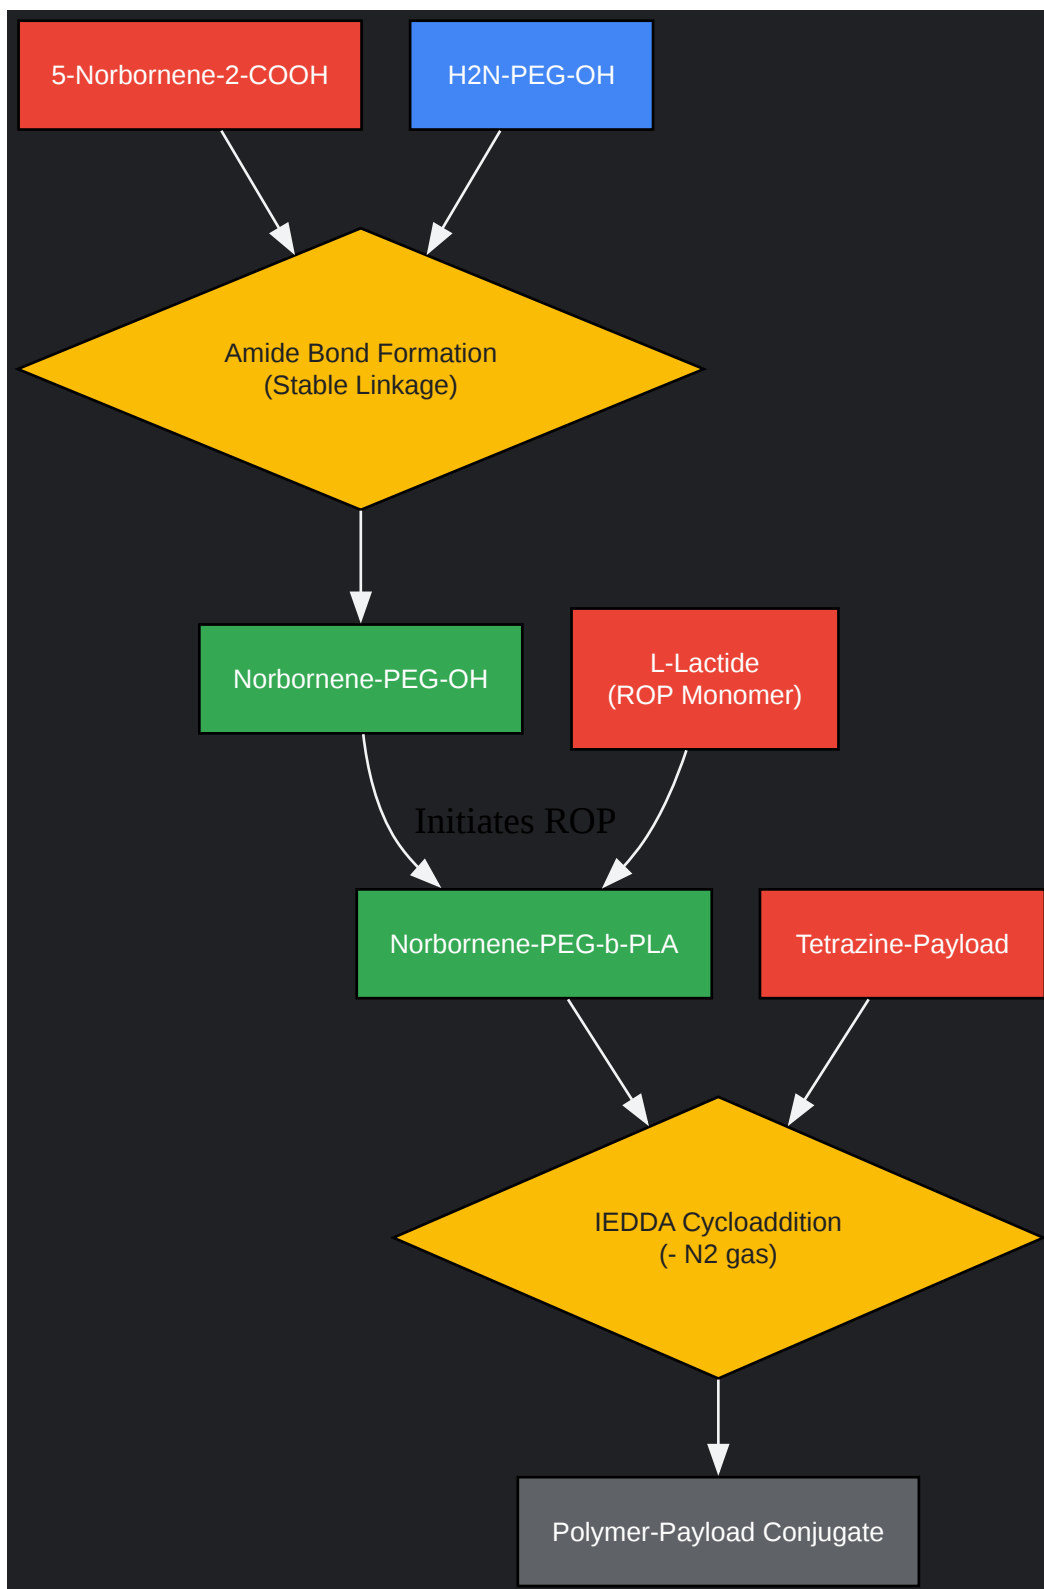 5-Norbornene-2-COOH
H2N-PEG-OH
Amide Bond Formation
(Stable Linkage)
Norbornene-PEG-OH
L-Lactide
(ROP Monomer)
Initiates ROP
Norbornene-PEG-b-PLA
Tetrazine-Payload
IEDDA Cycloaddition
(- N2 gas)
Polymer-Payload Conjugate